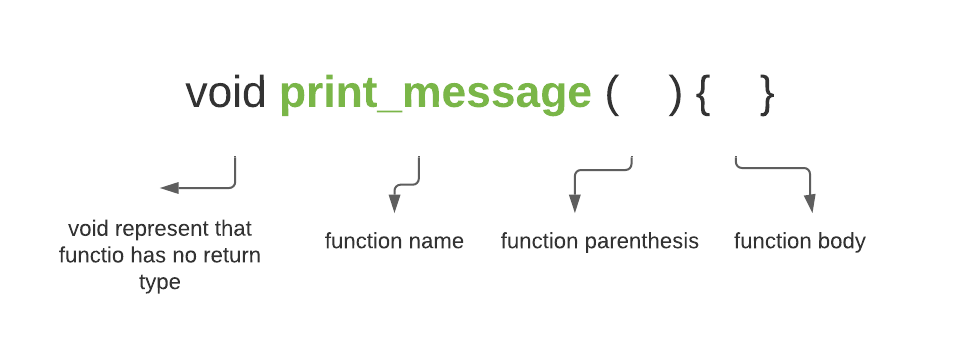 void print_message ( ) { }
void represent that
functio has no return
type
function name
function parenthesis
function body